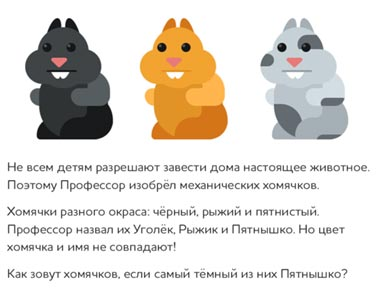 Не всем детям разрешают завести дома настоящее животное.
Поэтому Профессор изобрёл механических хомячков.
Хомячки разного окраса: чёрный, рыжий и пятнистый.
Профессор назвал их Уголёк, Рыжик и Пятнышко. Но цвет
хомячка и имя не совпадают!
Как зовут хомячков, если самый тёмный из них Пятнышко?